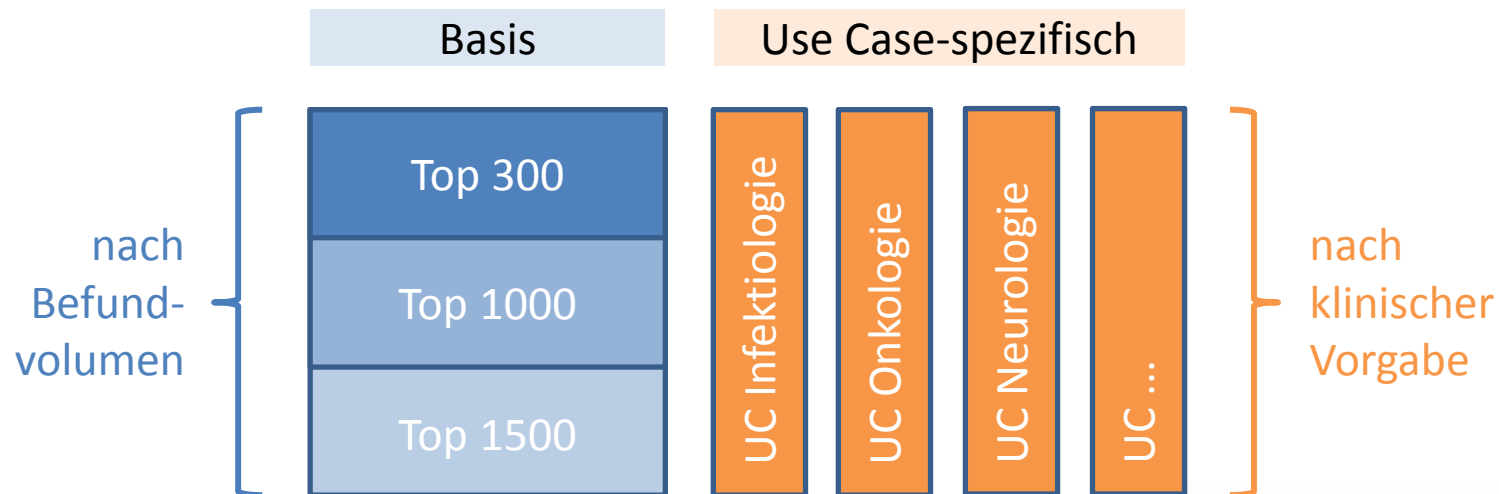 Basis
Use Case-spezifisch
nach
Befund-
volumen
Top 300
Top 1000
Top 1500
UC Infektiologie
UC Onkologie
UC Neurologie
UC ...
nach
klinischer
Vorgabe